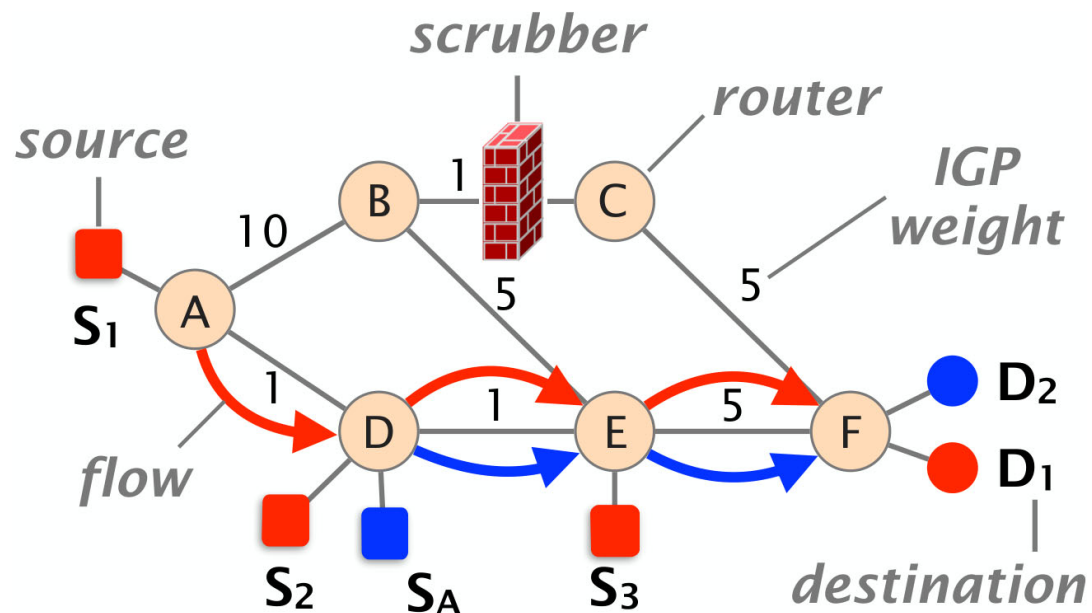 scrubber
router
source
IGP
weight
B
1
C
10
A
5
5
S1
1
D
1
E
5
F
D2
D1
flow
S2
SA
S3
destination